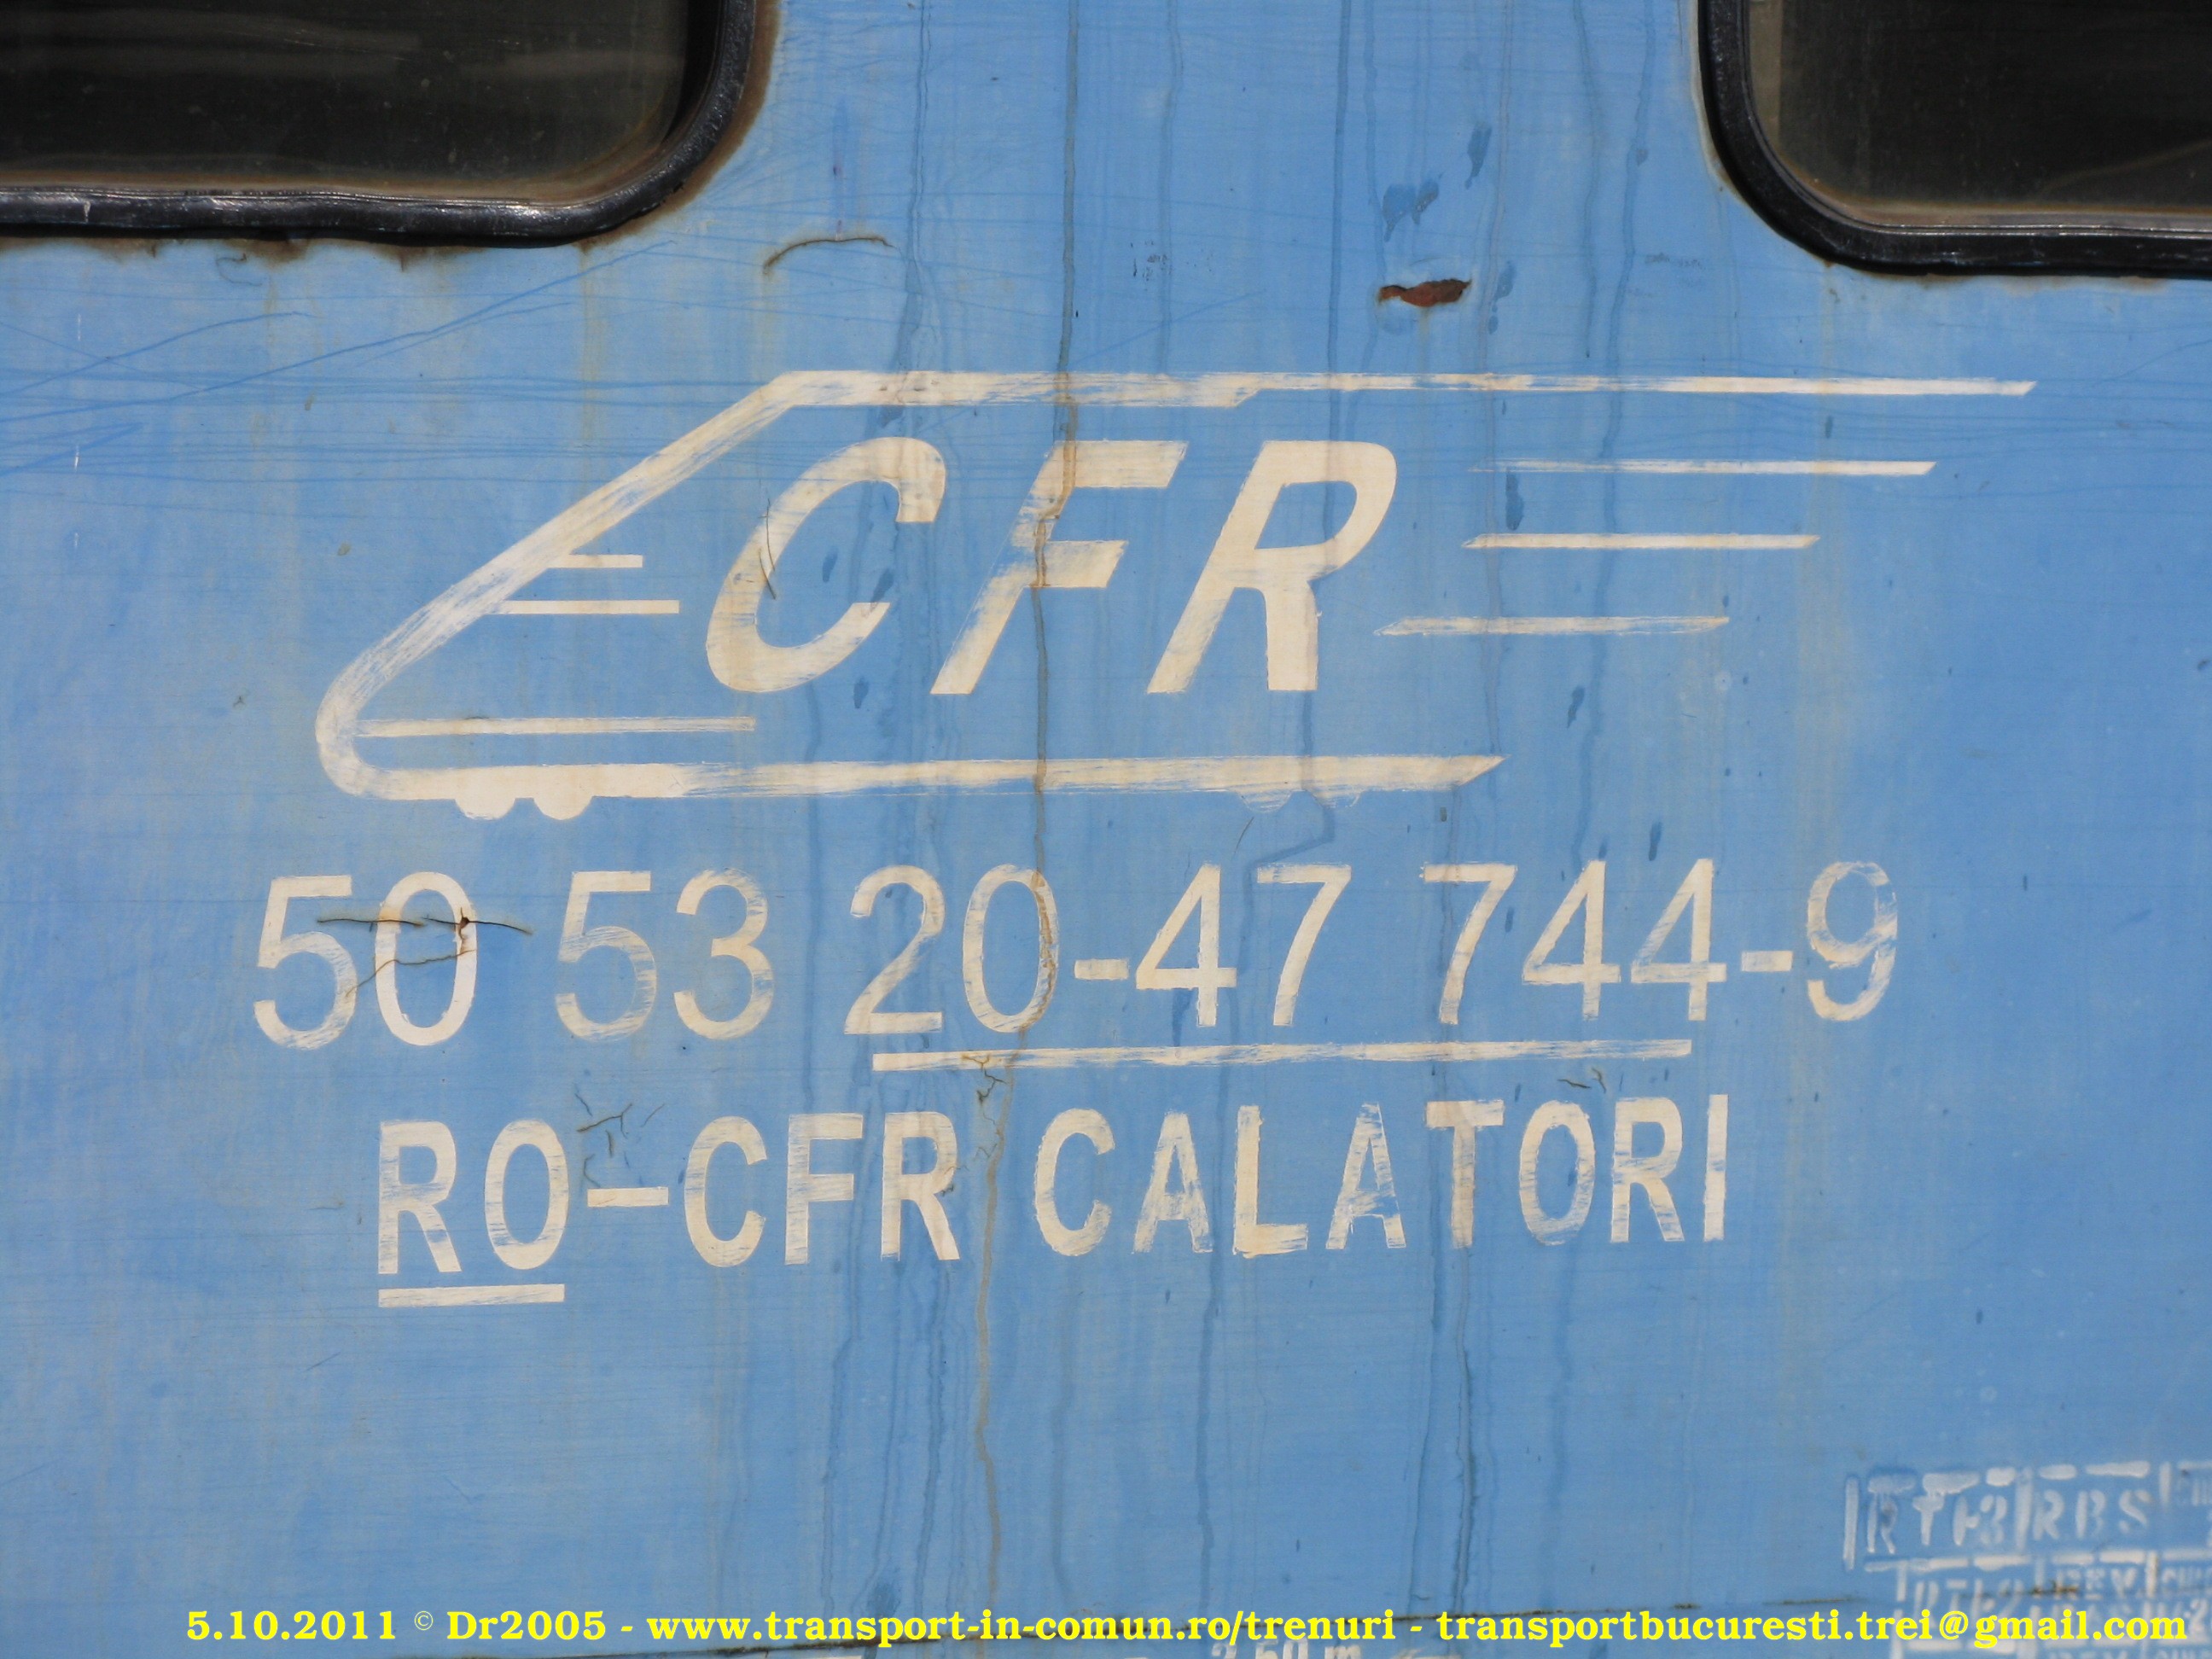 CFR
50 53 20-47 744-9
RO-CFR CALATORI
RBS
5.10.2011 © Dr2005 - www.transport-in-comun.ro/trenuri - transportbucuresti.trei@gmail.com